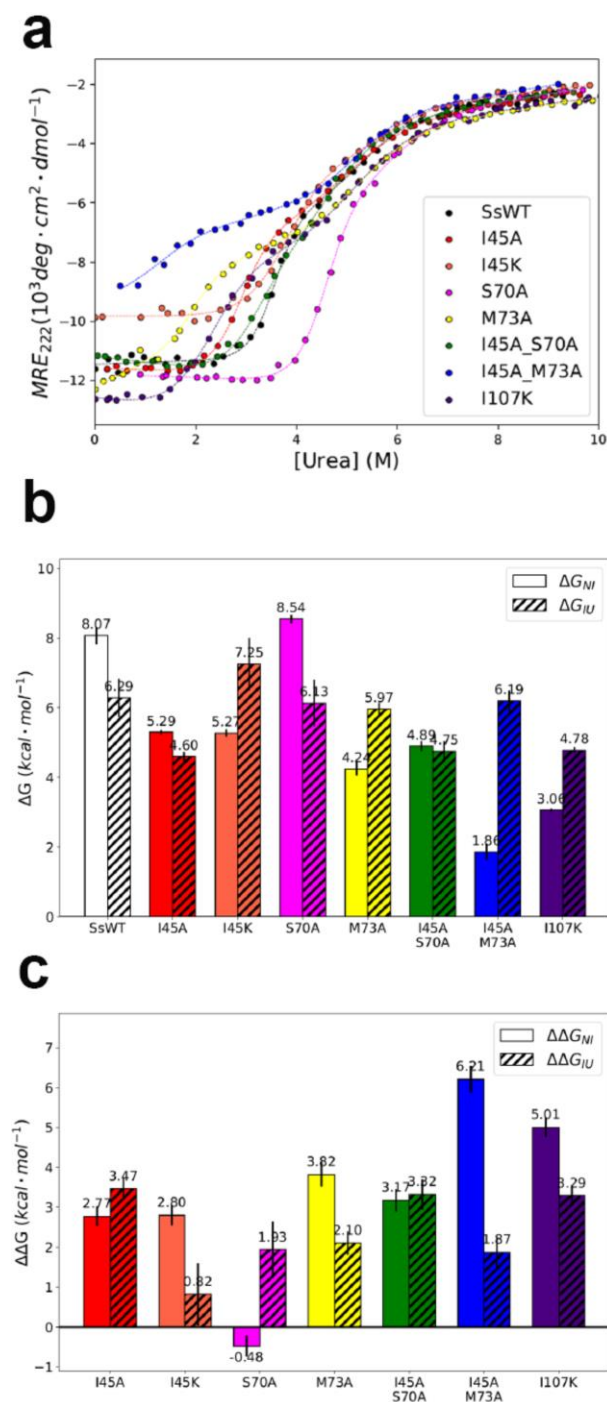 a
MRE222(10³deg·cm²·dmol⁻¹)
−2
−4
−6
−8
−10
−12
0
2
4
6
8
10
[Urea] (M)
SsWT
I45A
I45K
S70A
M73A
I45A_S70A
I45A_M73A
I107K
b
ΔG (kcal·mol⁻¹)
10
8
6
4
2
0
ΔG_NI
ΔG_IU
8.07
6.29
5.29
4.60
5.27
7.25
8.54
6.13
4.24
5.97
4.89
4.75
1.86
6.19
3.06
4.78
SsWT
I45A
I45K
S70A
M73A
I45A
S70A
I45A
M73A
I107K
c
ΔΔG (kcal·mol⁻¹)
7
6
5
4
3
2
1
0
−1
ΔΔG_NI
ΔΔG_IU
2.77
3.47
2.80
0.82
-0.48
1.93
3.82
2.10
3.17
3.32
6.21
1.87
5.01
3.29
I45A
I45K
S70A
M73A
I45A
S70A
I45A
M73A
I107K